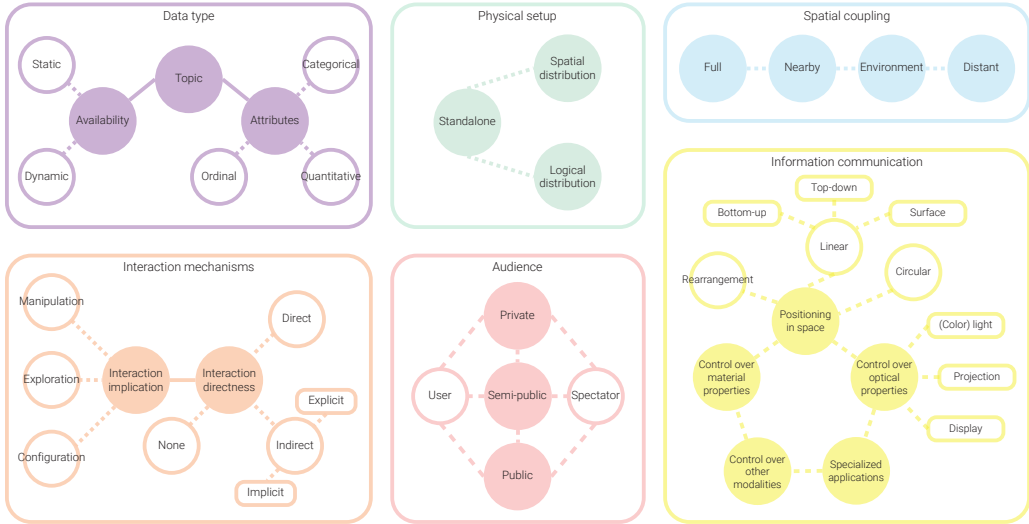 Data type
Static
Topic
Categorical
Availability
Attributes
Dynamic
Ordinal
Quantitative
Physical setup
Spatial
distribution
Standalone
Logical
distribution
Spatial coupling
Full
Nearby
Environment
Distant
Information communication
Top-down
Bottom-up
Surface
Linear
Rearrangement
Circular
Positioning
in space
(Color) light
Control over
material
properties
Control over
optical
properties
Projection
Display
Control over
other
modalities
Specialized
applications
Interaction mechanisms
Manipulation
Direct
Exploration
Interaction
implication
Interaction
directness
Explicit
Configuration
None
Indirect
Implicit
Audience
Private
User
Semi-public
Spectator
Public